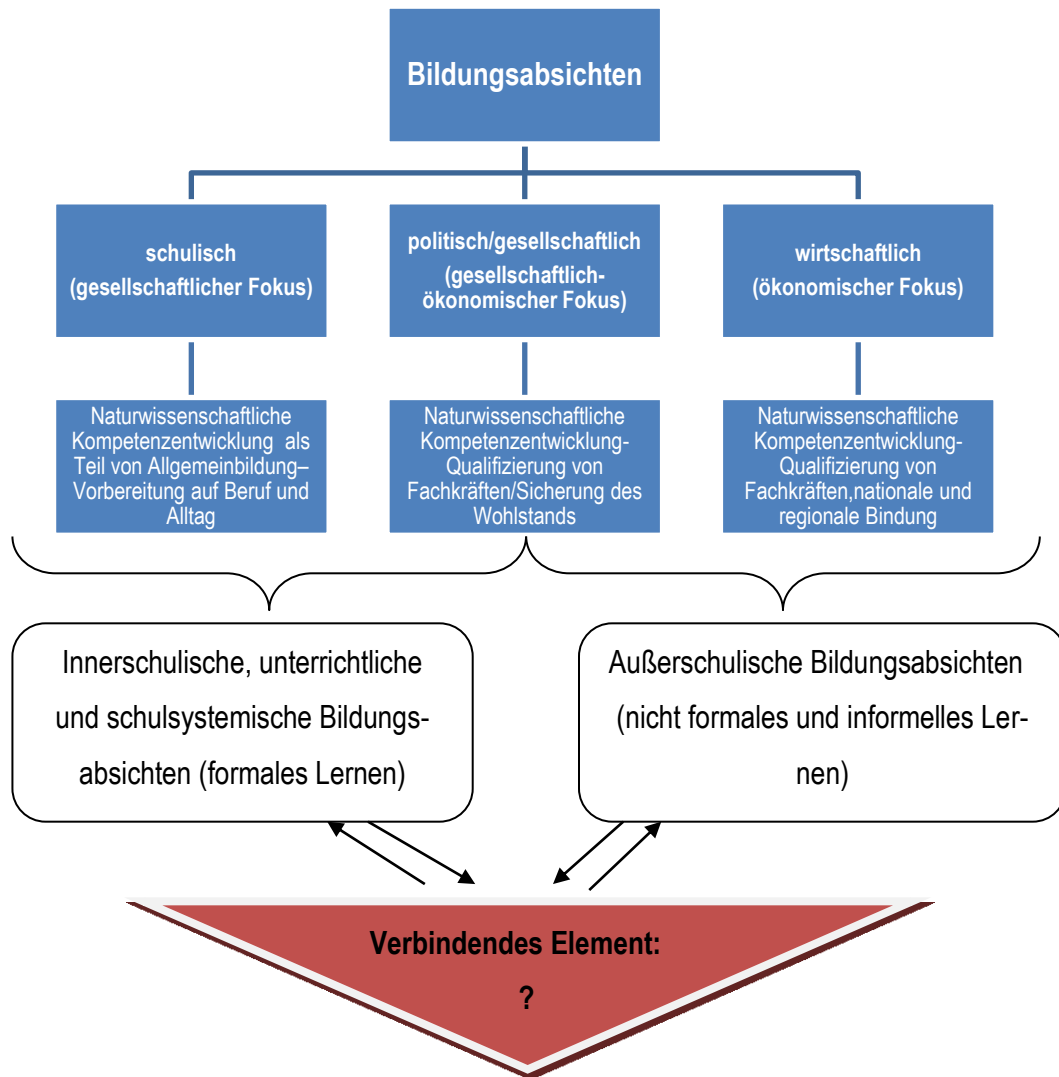 Bildungsabsichten
schulisch
(gesellschaftlicher Fokus)
politisch/gesellschaftlich
(gesellschaftlich-
ökonomischer Fokus)
wirtschaftlich
(ökonomischer Fokus)
Naturwissenschaftliche
Kompetenzentwicklung als
Teil von Allgemeinbildung–
Vorbereitung auf Beruf und
Alltag
Naturwissenschaftliche
Kompetenzentwicklung-
Qualifizierung von
Fachkräften/Sicherung des
Wohlstands
Naturwissenschaftliche
Kompetenzentwicklung-
Qualifizierung von
Fachkräften,nationale und
regionale Bindung
Innerschulische, unterrichtliche
und schulsystemische Bildungs-
absichten (formales Lernen)
Außerschulische Bildungsabsichten
(nicht formales und informelles Ler-
nen)
Verbindendes Element:
?